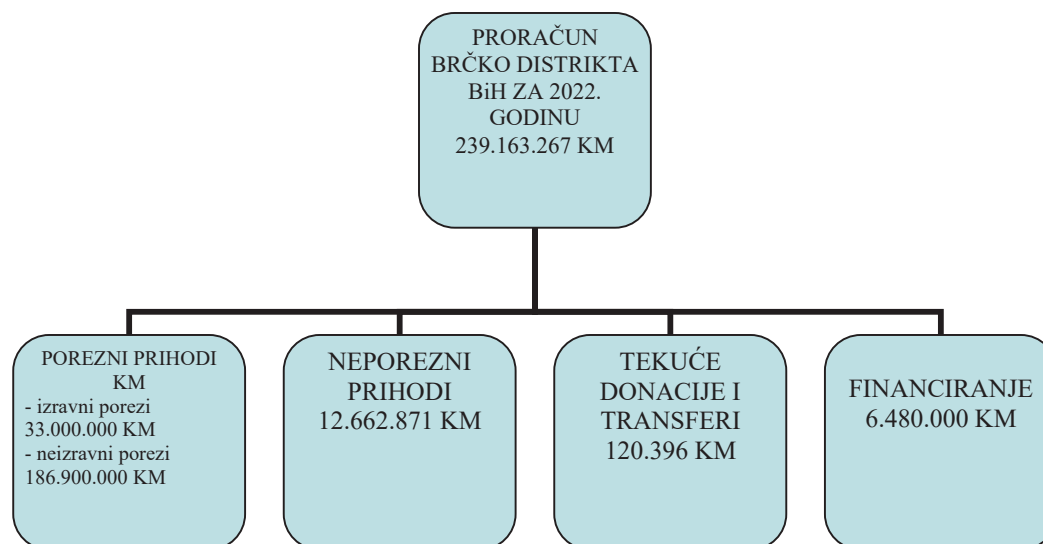 PRORAČUN
BRČKO DISTRIKTA
BiH ZA 2022.
GODINU
239.163.267 KM
POREZNI PRIHODI
KM
- izravni porezi
33.000.000 KM
- neizravni porezi
186.900.000 KM
NEPOREZNI
PRIHODI
12.662.871 KM
TEKUĆE
DONACIJE I
TRANSFERI
120.396 KM
FINANCIRANJE
6.480.000 KM